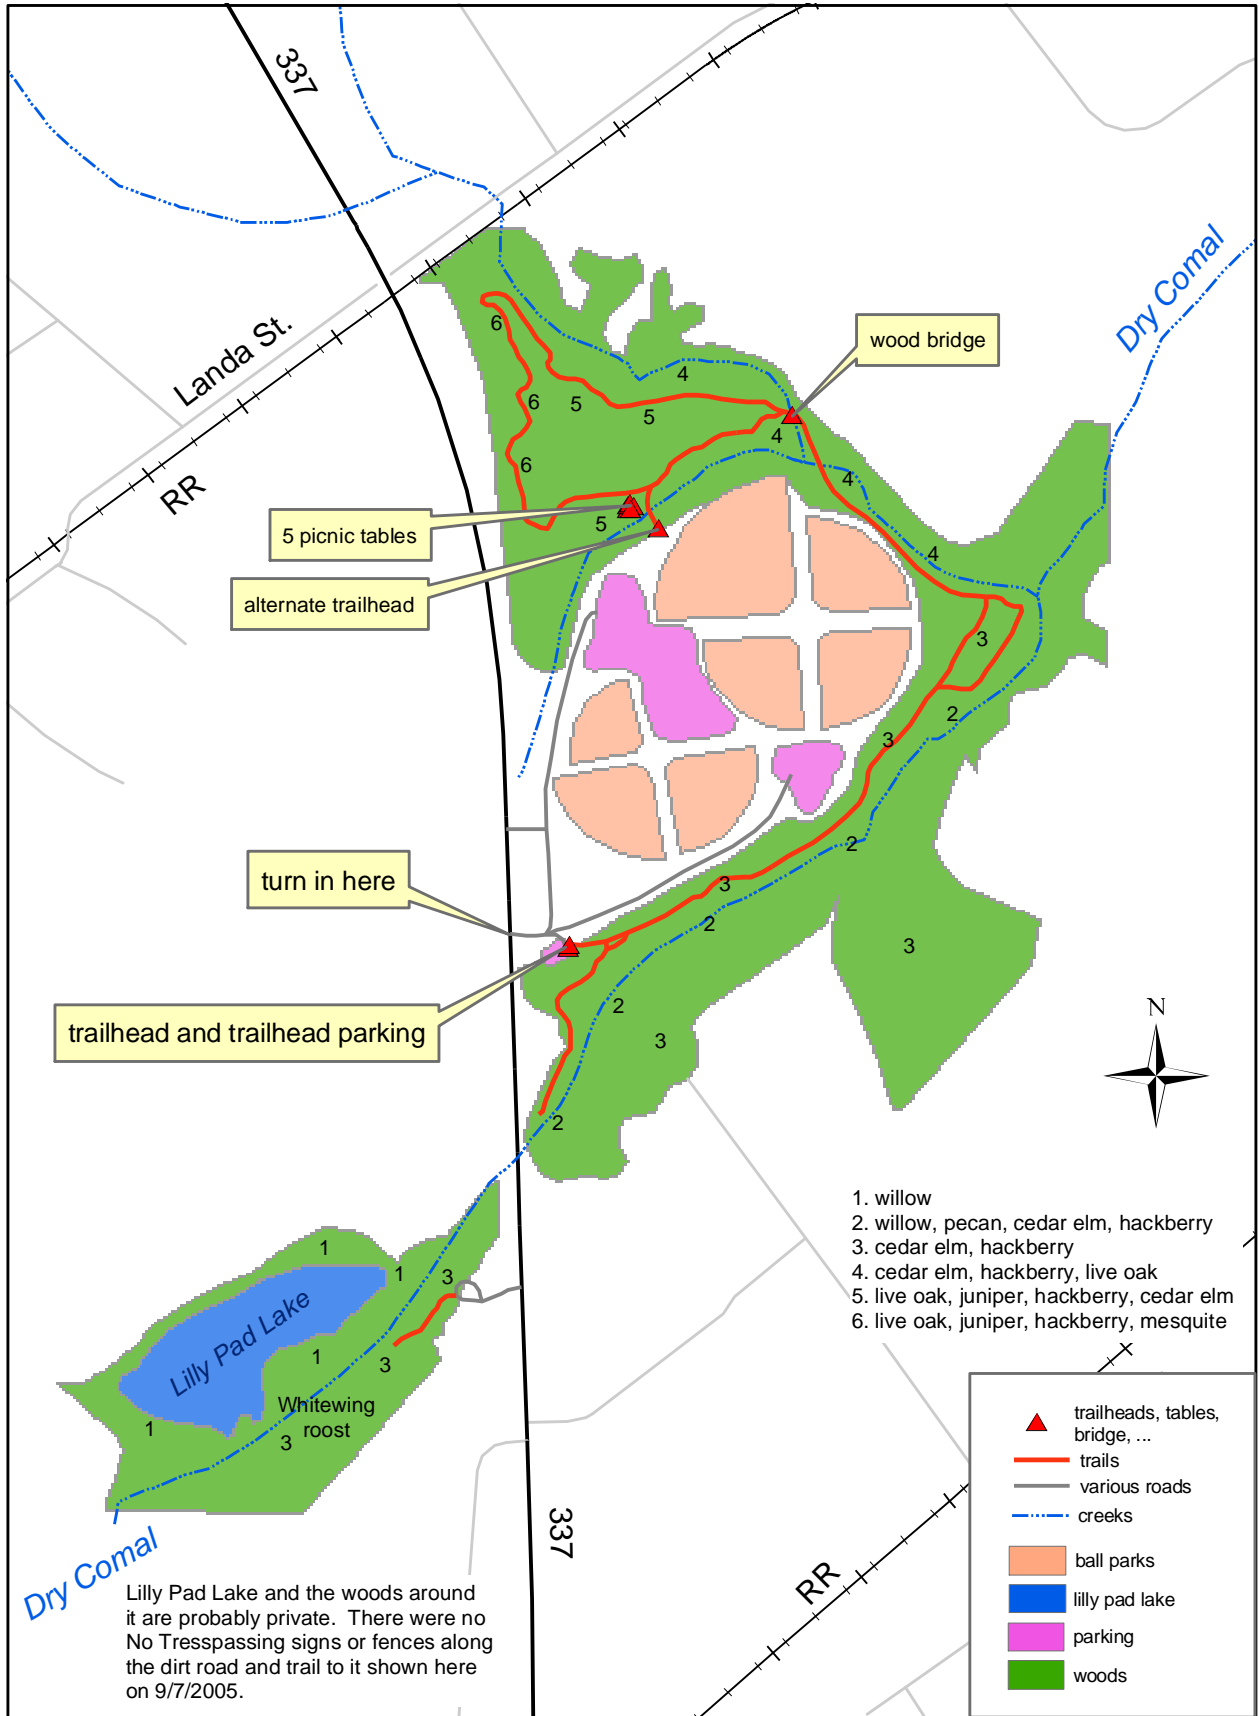 337
Dry Comal
wood bridge
Landa St.
RR
6
4
6
5
5
4
6
4
5 picnic tables
5
4
alternate trailhead
3
2
3
2
turn in here
3
2
3
trailhead and trailhead parking
2
3
N
2
1. willow
2. willow, pecan, cedar elm, hackberry
3. cedar elm, hackberry
4. cedar elm, hackberry, live oak
5. live oak, juniper, hackberry, cedar elm
6. live oak, juniper, hackberry, mesquite
1
1
3
Lilly Pad Lake
1
3
Whitewing
roost
1
3
trailheads, tables,
bridge, ...
trails
various roads
creeks
ball parks
lilly pad lake
parking
woods
337
RR
Dry Comal
Lilly Pad Lake and the woods around
it are probably private. There were no
No Tresspassing signs or fences along
the dirt road and trail to it shown here
on 9/7/2005.